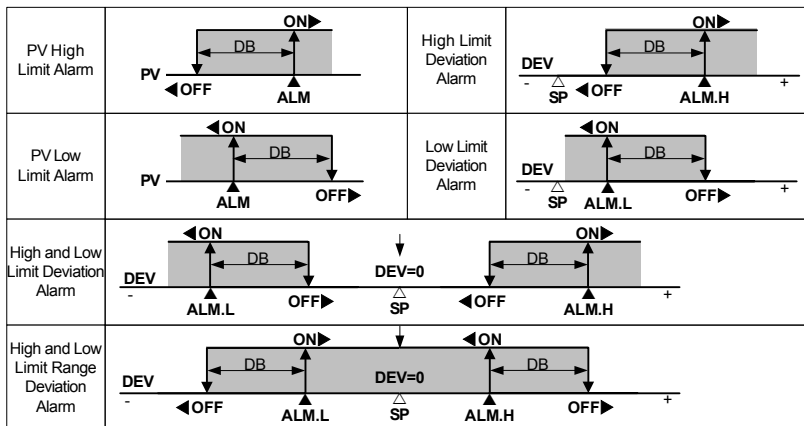 PV High
Limit Alarm
ON▶
DB
PV
◀OFF
ALM
High Limit
Deviation
Alarm
ON▶
DB
DEV
-
SP
◀OFF
ALM.H
+
PV Low
Limit Alarm
◀ON
DB
PV
ALM
OFF▶
Low Limit
Deviation
Alarm
◀ON
DB
DEV
-
SP
ALM.L
OFF▶
+
High and Low
Limit Deviation
Alarm
◀ON
ON▶
DB
DEV=0
DB
DEV
-
ALM.L
OFF▶
SP
◀OFF
ALM.H
+
High and Low
Limit Range
Deviation
Alarm
ON▶
◀ON
DB
DB
DEV
DEV=0
-
◀OFF
ALM.L
SP
ALM.H
OFF▶
+